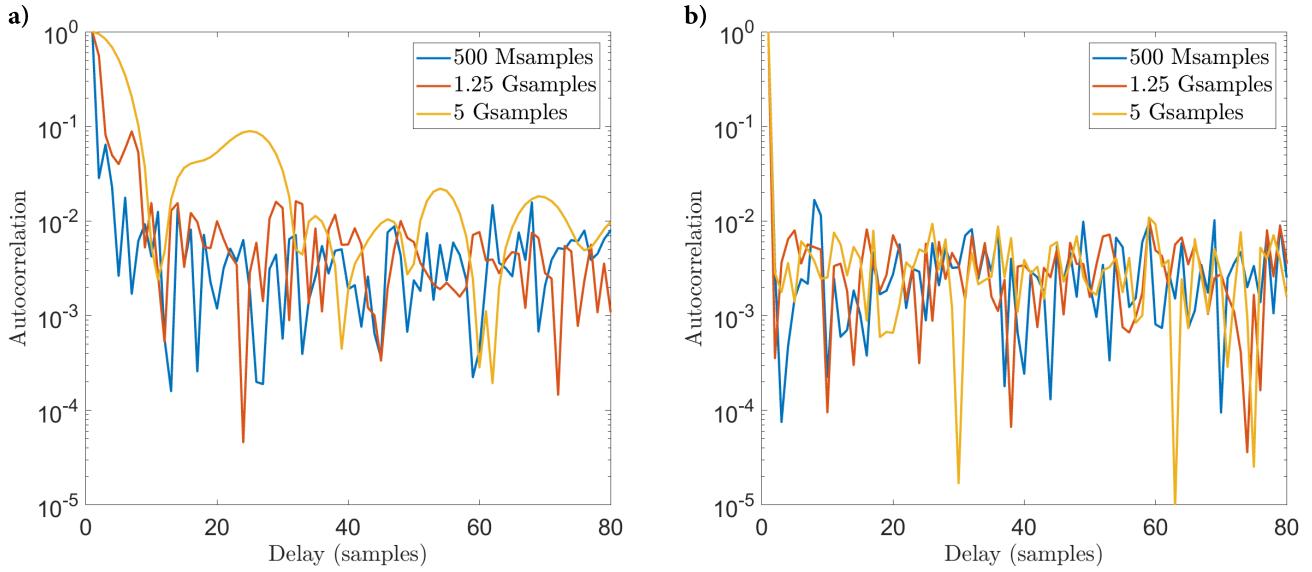 a)
10^0
10^-1
10^-2
10^-3
10^-4
10^-5
Autocorrelation
500 Msamples
1.25 Gsamples
5 Gsamples
0
20
40
60
80
Delay (samples)
b)
10^0
10^-1
10^-2
10^-3
10^-4
10^-5
Autocorrelation
500 Msamples
1.25 Gsamples
5 Gsamples
0
20
40
60
80
Delay (samples)